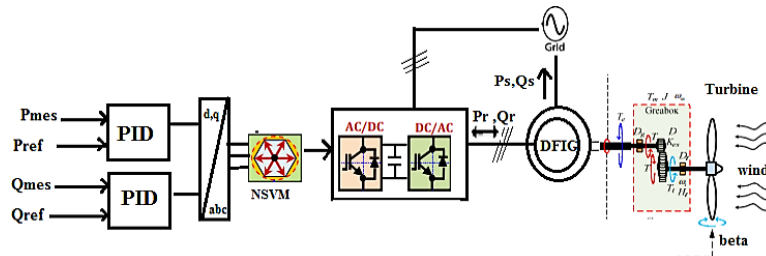 Pmes
Pref
PID
Qmes
Qref
PID
d,q
abc
NSVM
AC/DC
DC/AC
Pr ,Qr
Grid
Ps,Qs
DFIG
Greabox
Turbine
wind
beta